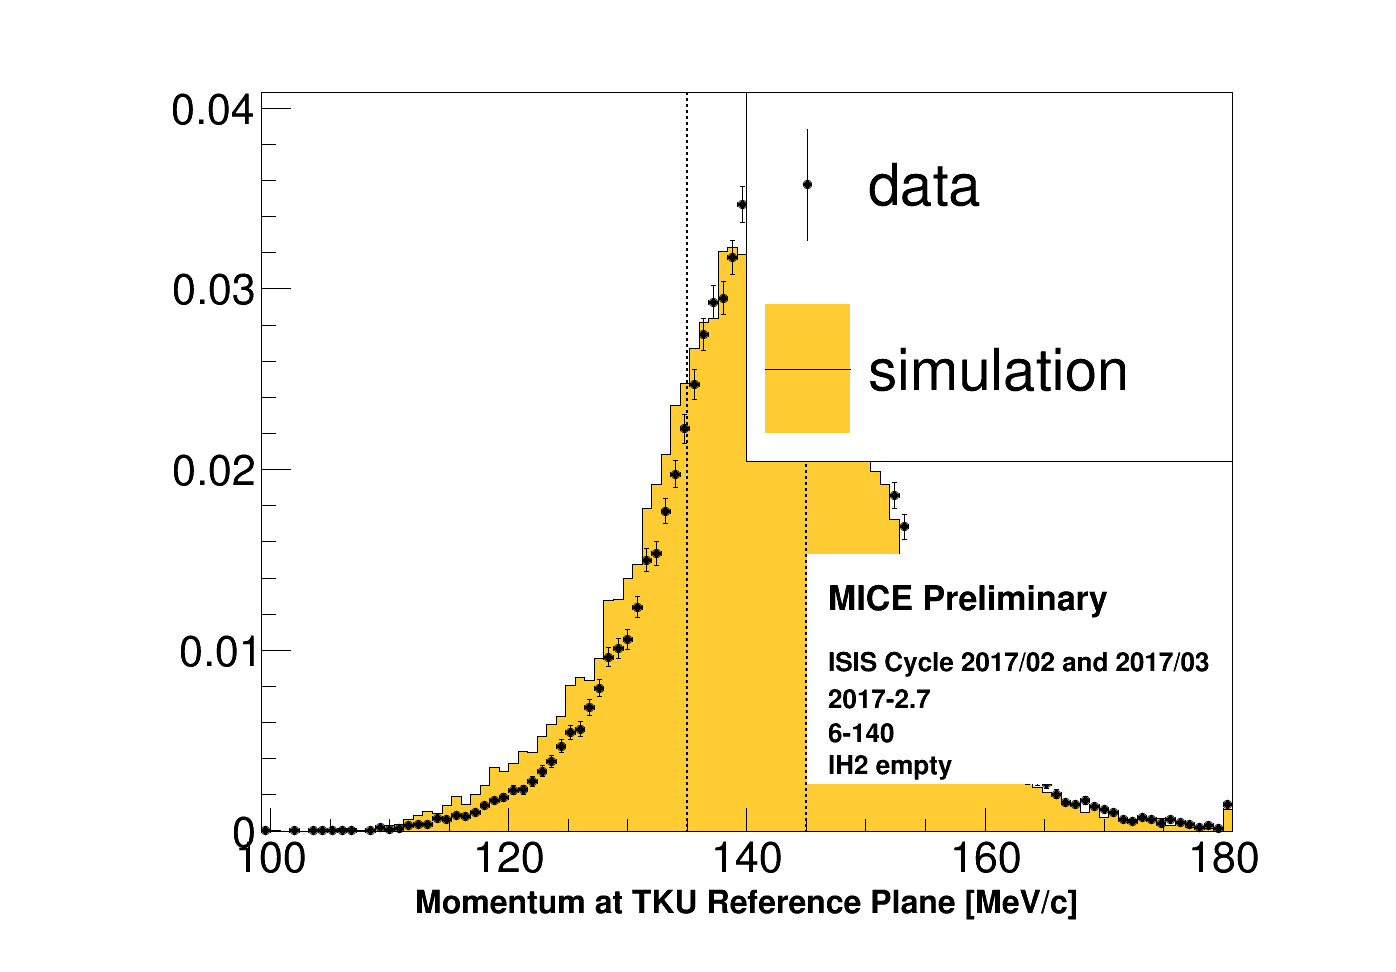 0.04
data
0.03
simulation
0.02
MICE Preliminary
0.01
ISIS Cycle 2017/02 and 2017/03
2017-2.7
6-140
IH2 empty
0
100 120 140 160 180
Momentum at TKU Reference Plane [MeV/c]